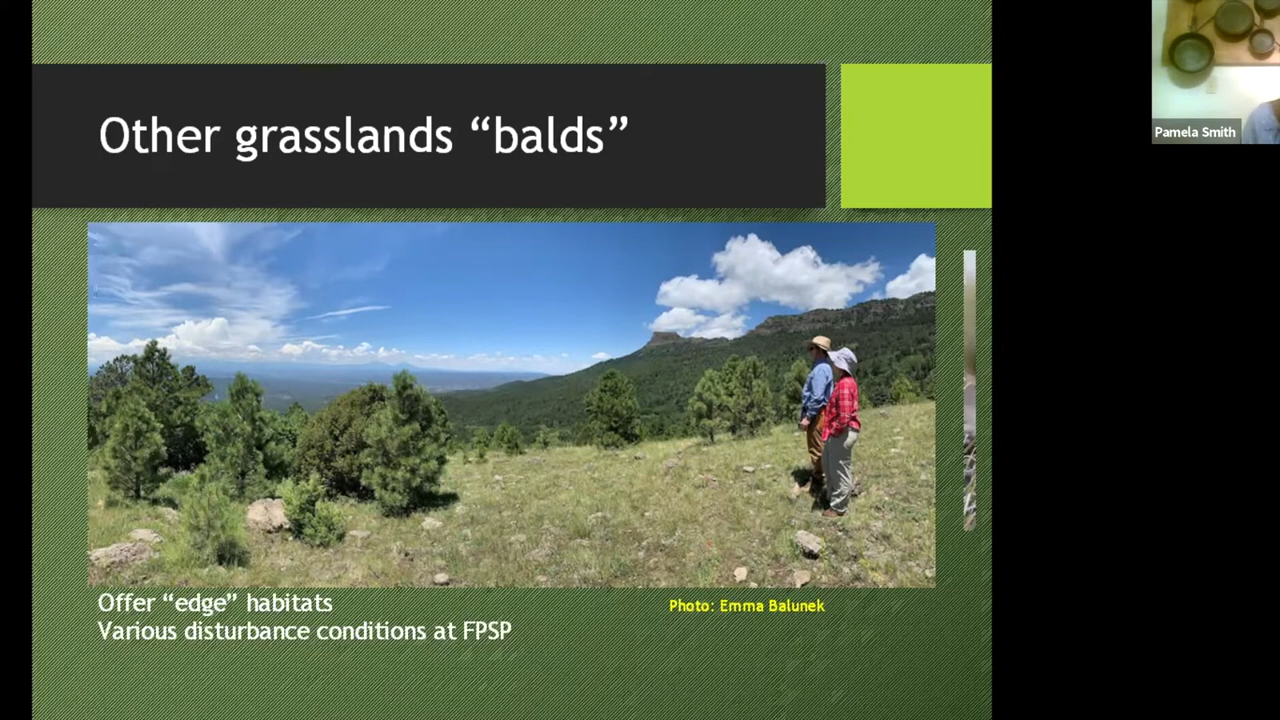 Other grasslands “balds”
Pamela Smith
Offer “edge” habitats
Photo: Emma Balunek
Various disturbance conditions at FPSP